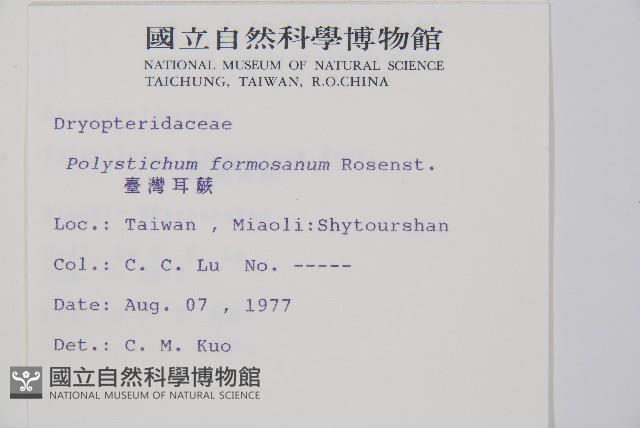 國立自然科學博物館
NATIONAL MUSEUM OF NATURAL SCIENCE
TAICHUNG, TAIWAN, R.O.CHINA
Dryopteridaceae
Polystichum formosanum Rosenst.
臺灣耳蕨
Loc.: Taiwan , Miaoli:Shytourshan
Col.: C. C. Lu No. -----
Date: Aug. 07 , 1977
Det.: C. M. Kuo
國立自然科學博物館
NATIONAL MUSEUM OF NATURAL SCIENCE